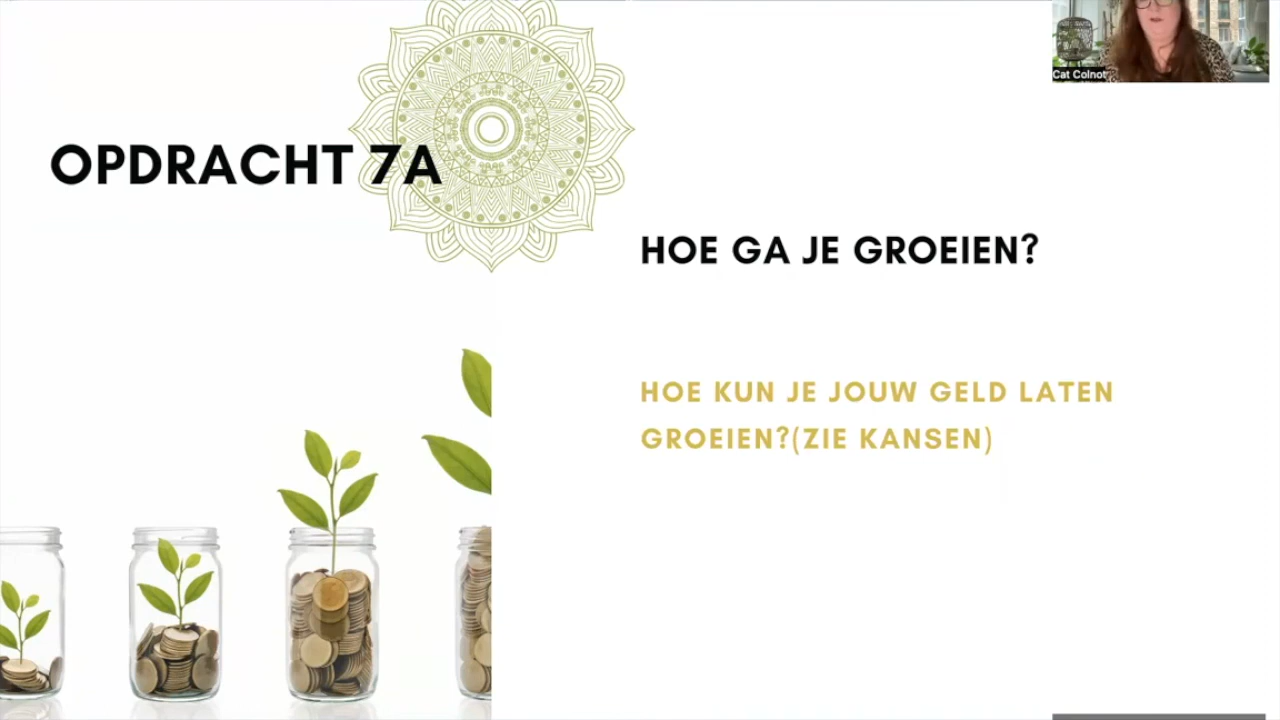 OPDRACHT 7A
HOE GA JE GROEIEN?
HOE KUN JE JOUW GELD LATEN
GROEIEN?(ZIE KANSEN)
Cat Colnot